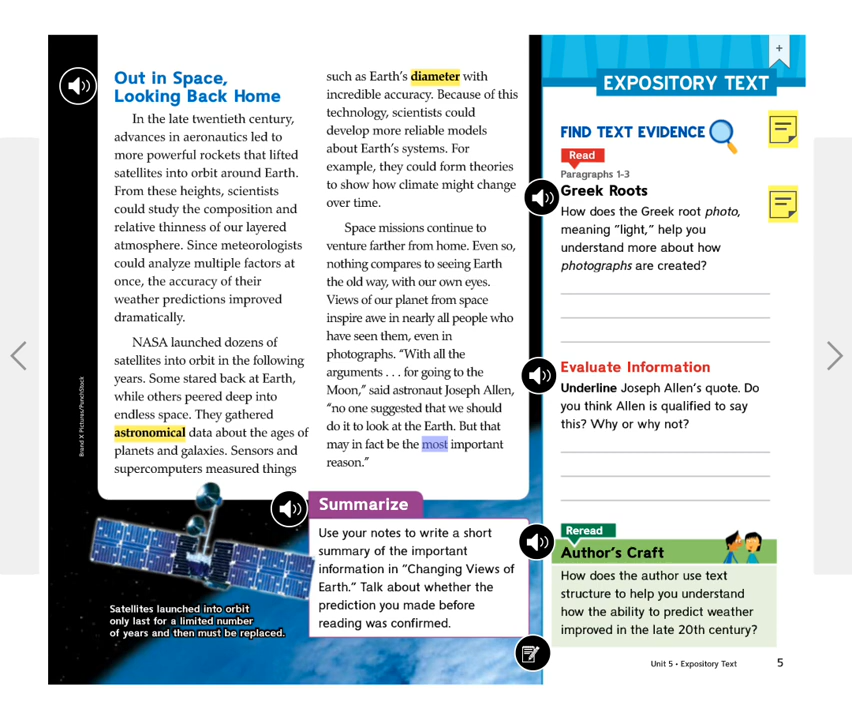 Out in Space,
Looking Back Home
In the late twentieth century,
advances in aeronautics led to
more powerful rockets that lifted
satellites into orbit around Earth.
From these heights, scientists
could study the composition and
relative thinness of our layered
atmosphere. Since meteorologists
could analyze multiple factors at
once, the accuracy of their
weather predictions improved
dramatically.
NASA launched dozens of
satellites into orbit in the following
years. Some stared back at Earth,
while others peered deep into
endless space. They gathered
astronomical data about the ages of
planets and galaxies. Sensors and
supercomputers measured things
such as Earth's diameter with
incredible accuracy. Because of this
technology, scientists could
develop more reliable models
about Earth's systems. For
example, they could form theories
to show how climate might change
over time.
Space missions continue to
venture farther from home. Even so,
nothing compares to seeing Earth
the old way, with our own eyes.
Views of our planet from space
inspire awe in nearly all people who
have seen them, even in
photographs. "With all the
arguments . . . for going to the
Moon," said astronaut Joseph Allen,
"no one suggested that we should
do it to look at the Earth. But that
may in fact be the most important
reason."
Brand X Pictures/PunchStock
Satellites launched into orbit
only last for a limited number
of years and then must be replaced.
Summarize
Use your notes to write a short
summary of the important
information in "Changing Views of
Earth." Talk about whether the
prediction you made before
reading was confirmed.
+
EXPOSITORY TEXT
FIND TEXT EVIDENCE
Read
Paragraphs 1-3
Greek Roots
How does the Greek root photo,
meaning "light," help you
understand more about how
photographs are created?
Evaluate Information
Underline Joseph Allen's quote. Do
you think Allen is qualified to say
this? Why or why not?
Reread
Author's Craft
How does the author use text
structure to help you understand
how the ability to predict weather
improved in the late 20th century?
Unit 5 • Expository Text 5